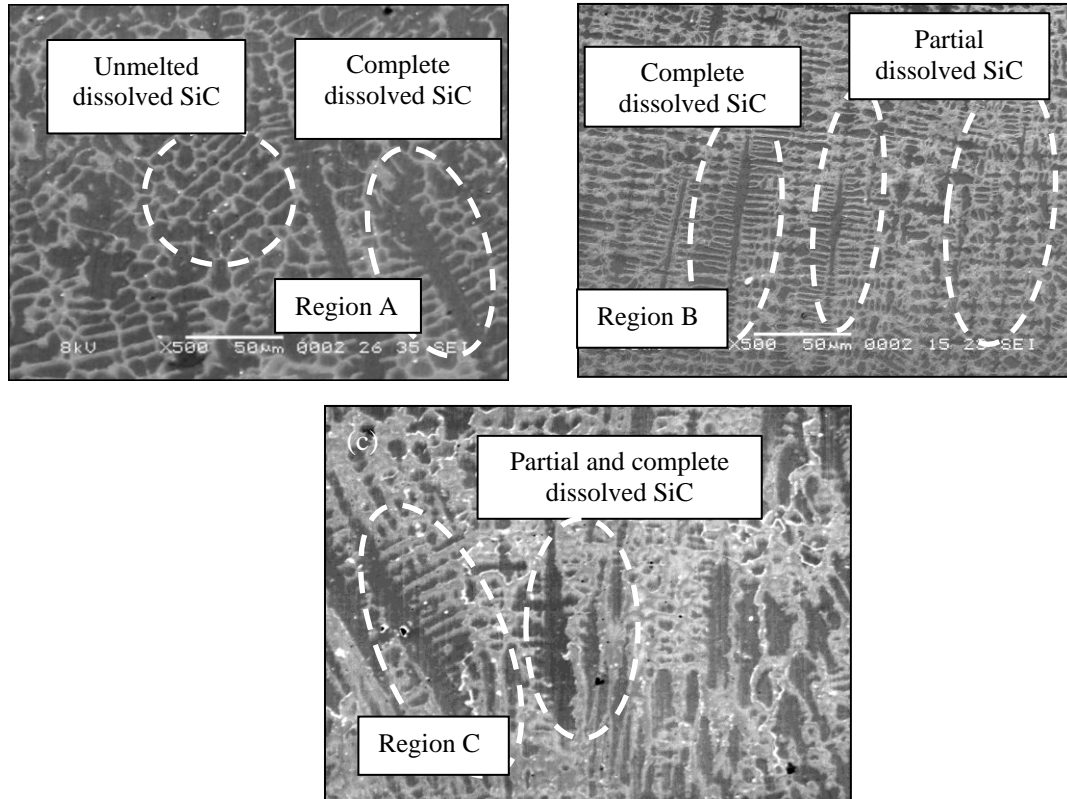 Unmelted
dissolved SiC
Complete
dissolved SiC
Region A
8kV X500 50µm 0002 26 35 SEI
Complete
dissolved SiC
Partial
dissolved SiC
Region B
X500 50µm 0002 15 SEI
(c)
Partial and complete
dissolved SiC
Region C